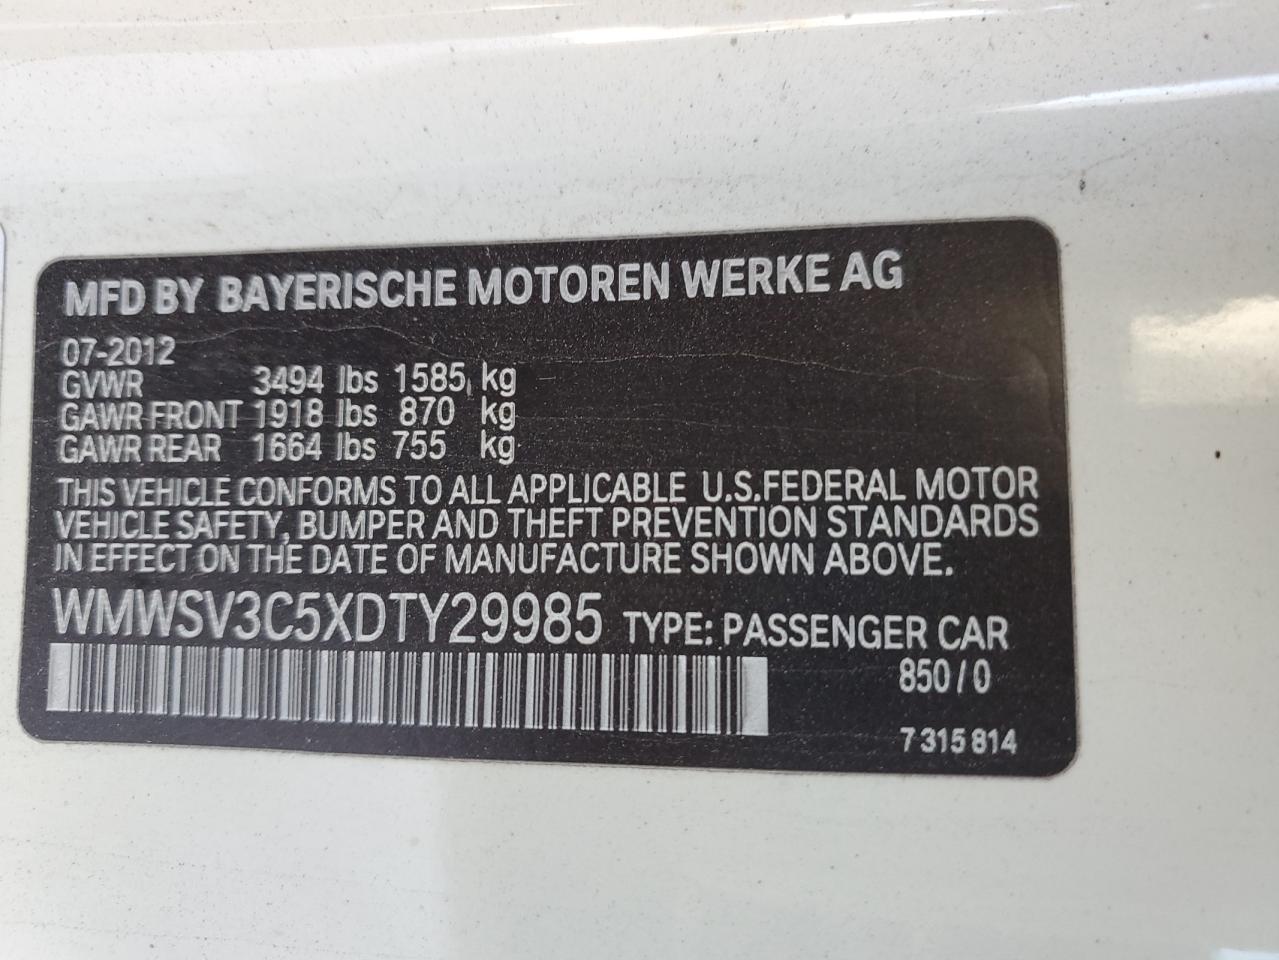 MFD BY BAYERISCHE MOTOREN WERKE AG
07-2012
GVWR 3494 lbs 1585 kg
GAWR FRONT 1918 lbs 870 kg
GAWR REAR 1664 lbs 755 kg
THIS VEHICLE CONFORMS TO ALL APPLICABLE U.S.FEDERAL MOTOR
VEHICLE SAFETY, BUMPER AND THEFT PREVENTION STANDARDS
IN EFFECT ON THE DATE OF MANUFACTURE SHOWN ABOVE.
WMWSV3C5XDTY29985 TYPE: PASSENGER CAR
850/0
7 315 814